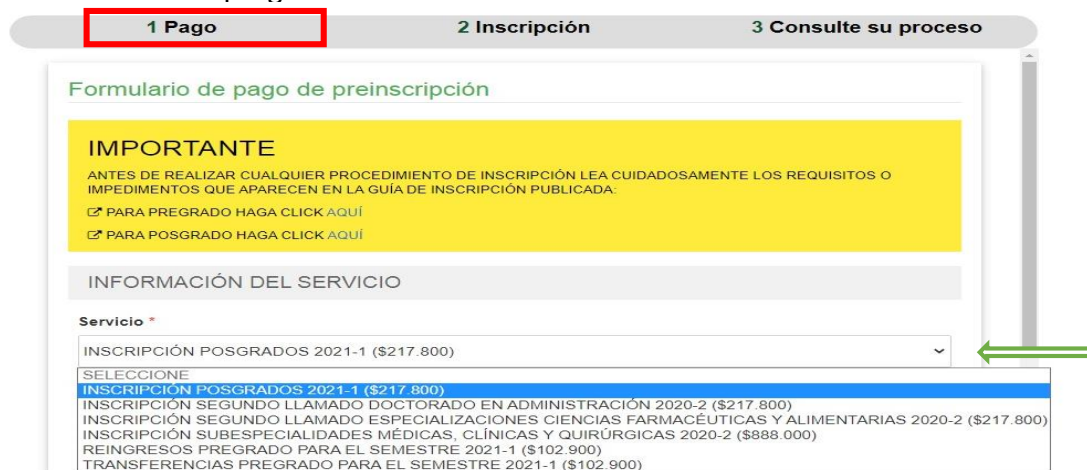 1 Pago 2 Inscripción 3 Consulte su proceso
Formulario de pago de preinscripción
IMPORTANTE
ANTES DE REALIZAR CUALQUIER PROCEDIMIENTO DE INSCRIPCIÓN LEA CUIDADOSAMENTE LOS REQUISITOS O
IMPEDIMENTOS QUE APARECEN EN LA GUÍA DE INSCRIPCIÓN PUBLICADA:
PARA PREGRADO HAGA CLICK AQUÍ
PARA POSGRADO HAGA CLICK AQUÍ
INFORMACIÓN DEL SERVICIO
Servicio *
INSCRIPCIÓN POSGRADOS 2021-1 ($217.800)
SELECCIONE
INSCRIPCIÓN POSGRADOS 2021-1 ($217.800)
INSCRIPCIÓN SEGUNDO LLAMADO DOCTORADO EN ADMINISTRACIÓN 2020-2 ($217.800)
INSCRIPCIÓN SEGUNDO LLAMADO ESPECIALIZACIONES CIENCIAS FARMACÉUTICAS Y ALIMENTARIAS 2020-2 ($217.800)
INSCRIPCIÓN SUBESPECIALIDADES MÉDICAS, CLÍNICAS Y QUIRÚRGICAS 2020-2 ($888.000)
REINGRESOS PREGRADO PARA EL SEMESTRE 2021-1 ($102.900)
TRANSFERENCIAS PREGRADO PARA EL SEMESTRE 2021-1 ($102.900)